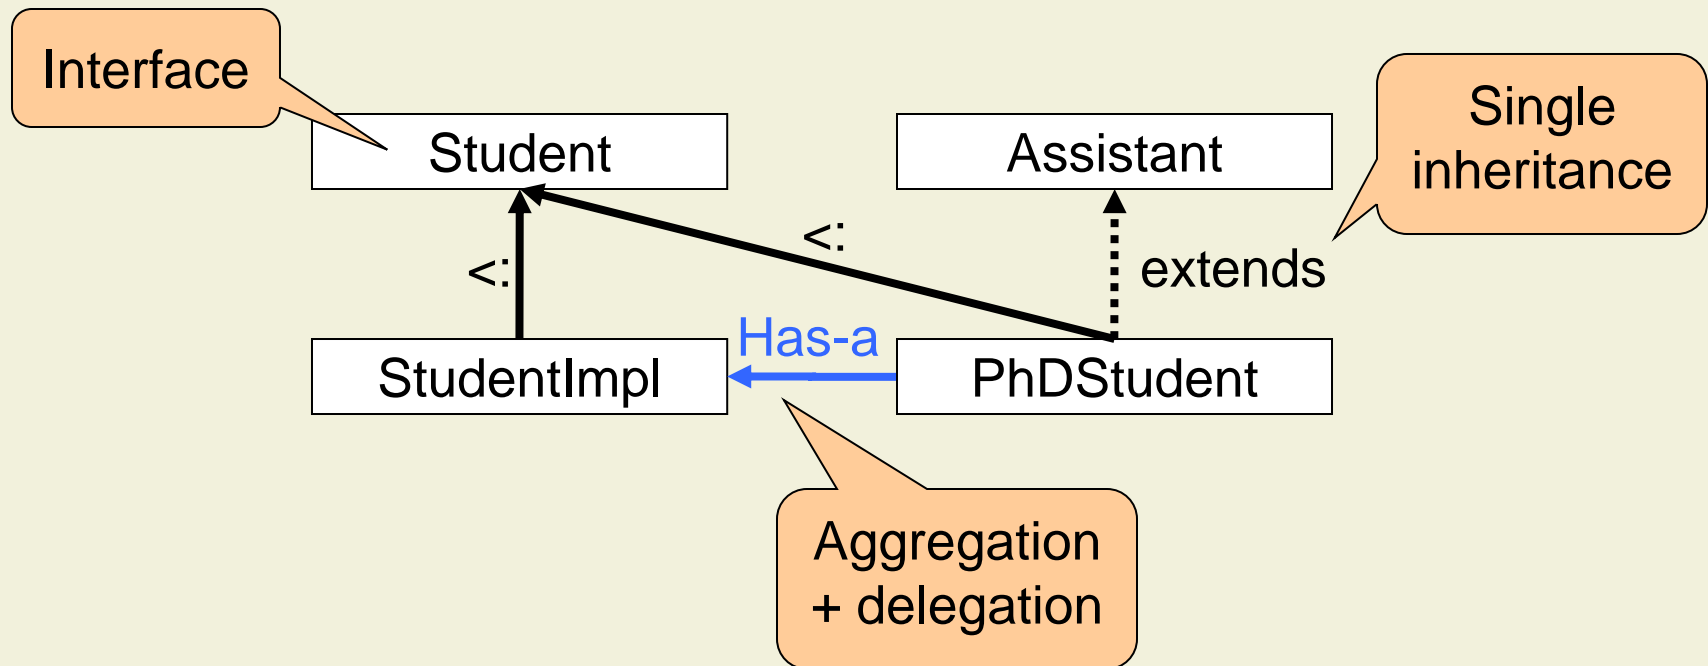 Interface
Student
Assistant
Single
inheritance
<:
<:
extends
Has-a
StudentImpl
PhDStudent
Aggregation
+ delegation